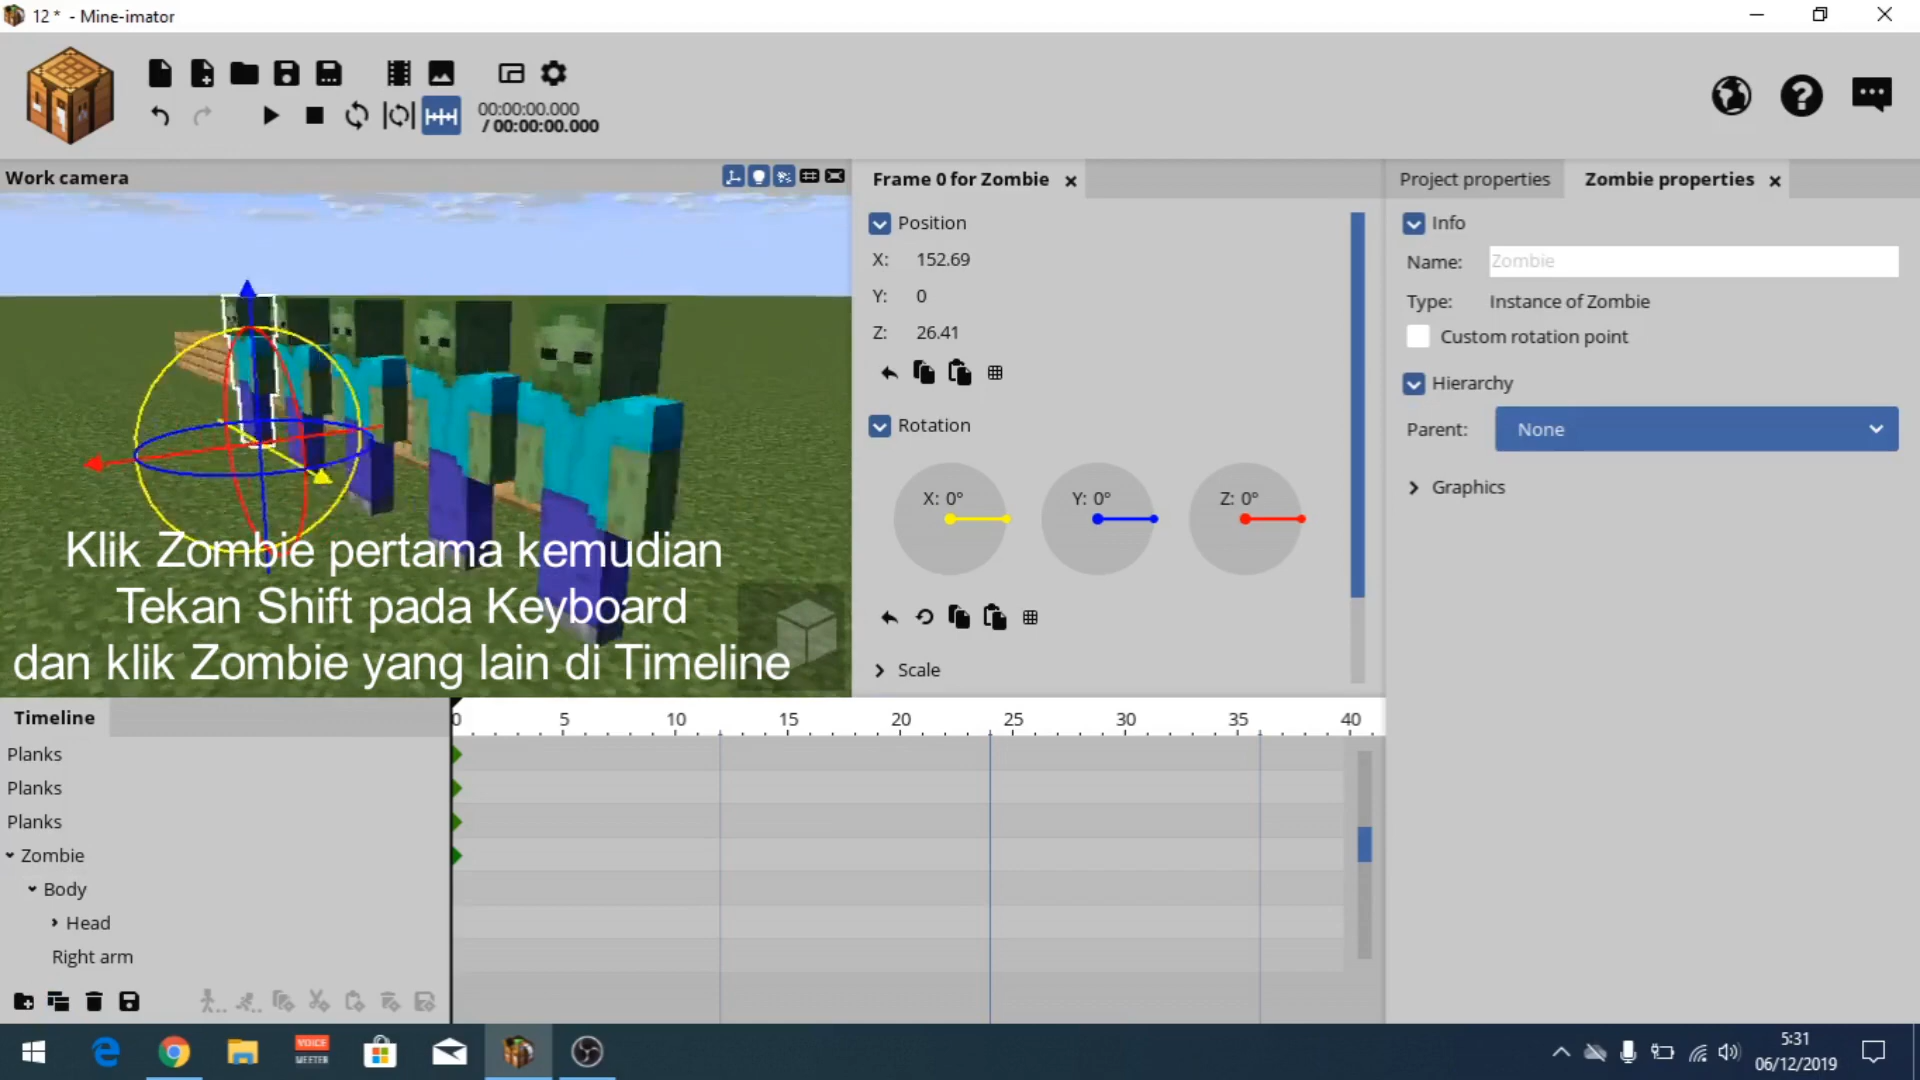 12 * - Mine-imator
00:00:00.000
/ 00:00:00.000
Work camera
Frame 0 for Zombie
Position
X: 152.69
Y: 0
Z: 26.41
Rotation
X: 0°
Y: 0°
Z: 0°
Scale
Project properties
Zombie properties
Info
Name: Zombie
Type: Instance of Zombie
Custom rotation point
Hierarchy
Parent: None
Graphics
Klik Zombie pertama kemudian
Tekan Shift pada Keyboard
dan klik Zombie yang lain di Timeline
Timeline
0 5 10 15 20 25 30 35 40
Planks
Planks
Planks
Zombie
Body
Head
Right arm
VOICE
MEETER
5:31
06/12/2019